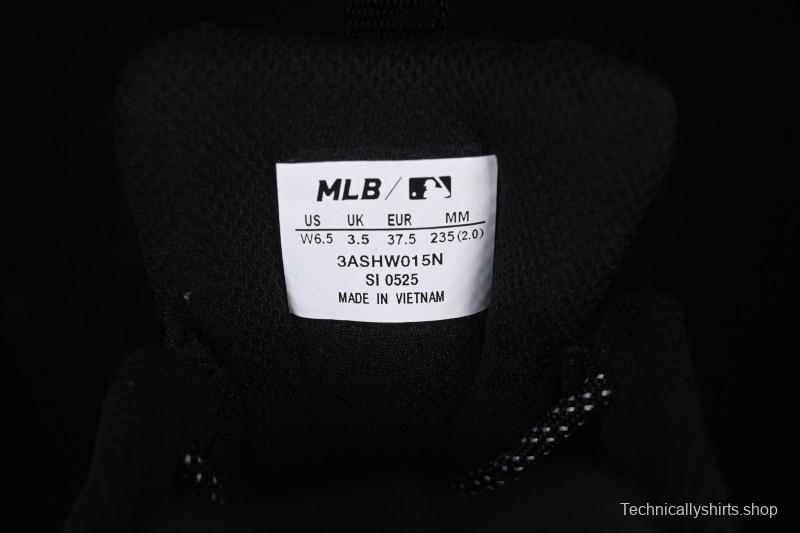 MLB /
US UK EUR MM
W6.5 3.5 37.5 235(2.0)
3ASHW015N
SI 0525
MADE IN VIETNAM
Technicallyshirts.shop